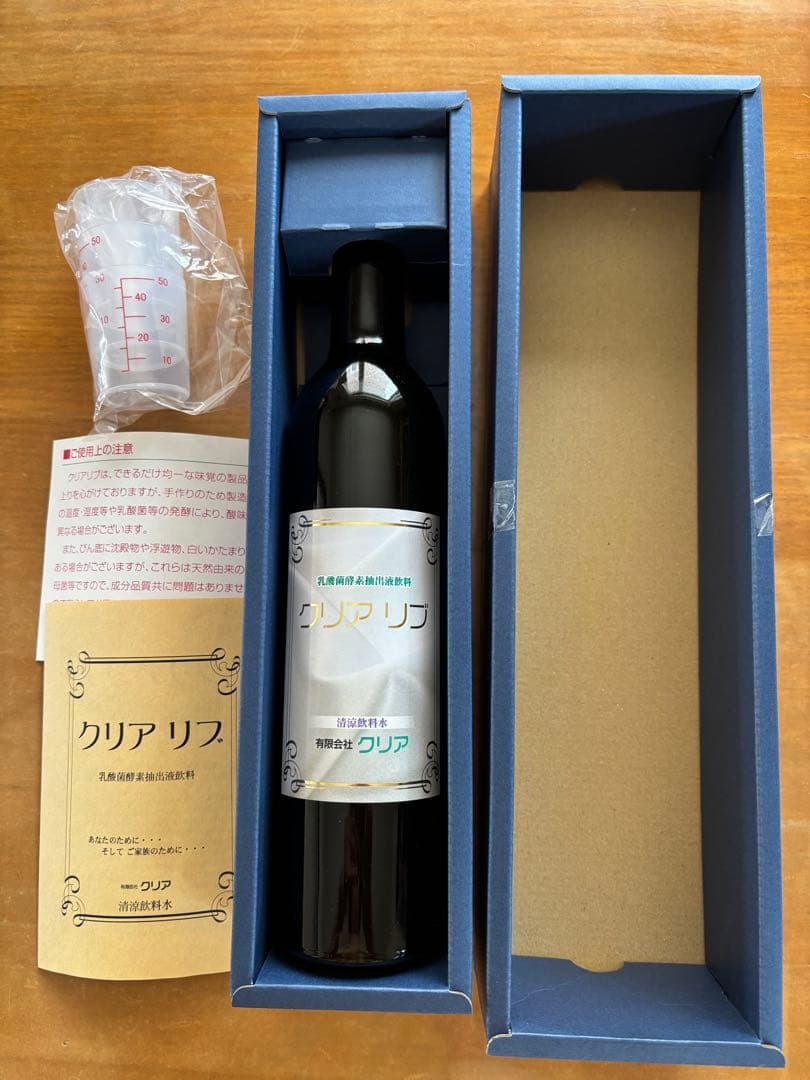 50
30
10
50
40
30
20
10
■ご使用上の注意
クリアリブは、できるだけ均一な味覚の製品
上りを心がけておりますが、手作りのため製造
の温度・湿度等や乳酸菌等の発酵により、酸味
異なる場合がございます。
また、びん底に沈殿物や浮遊物、白いかたまり
ある場合がございますが、これらは天然由来の
母菌等ですので、成分品質共に問題はありませ
クリア リブ
乳酸菌酵素抽出液飲料
あなたのために・・・
そして ご家族のために・・・
有限会社 クリア
清涼飲料水
乳酸菌酵素抽出液飲料
クリア リブ
清涼飲料水
有限会社 クリア